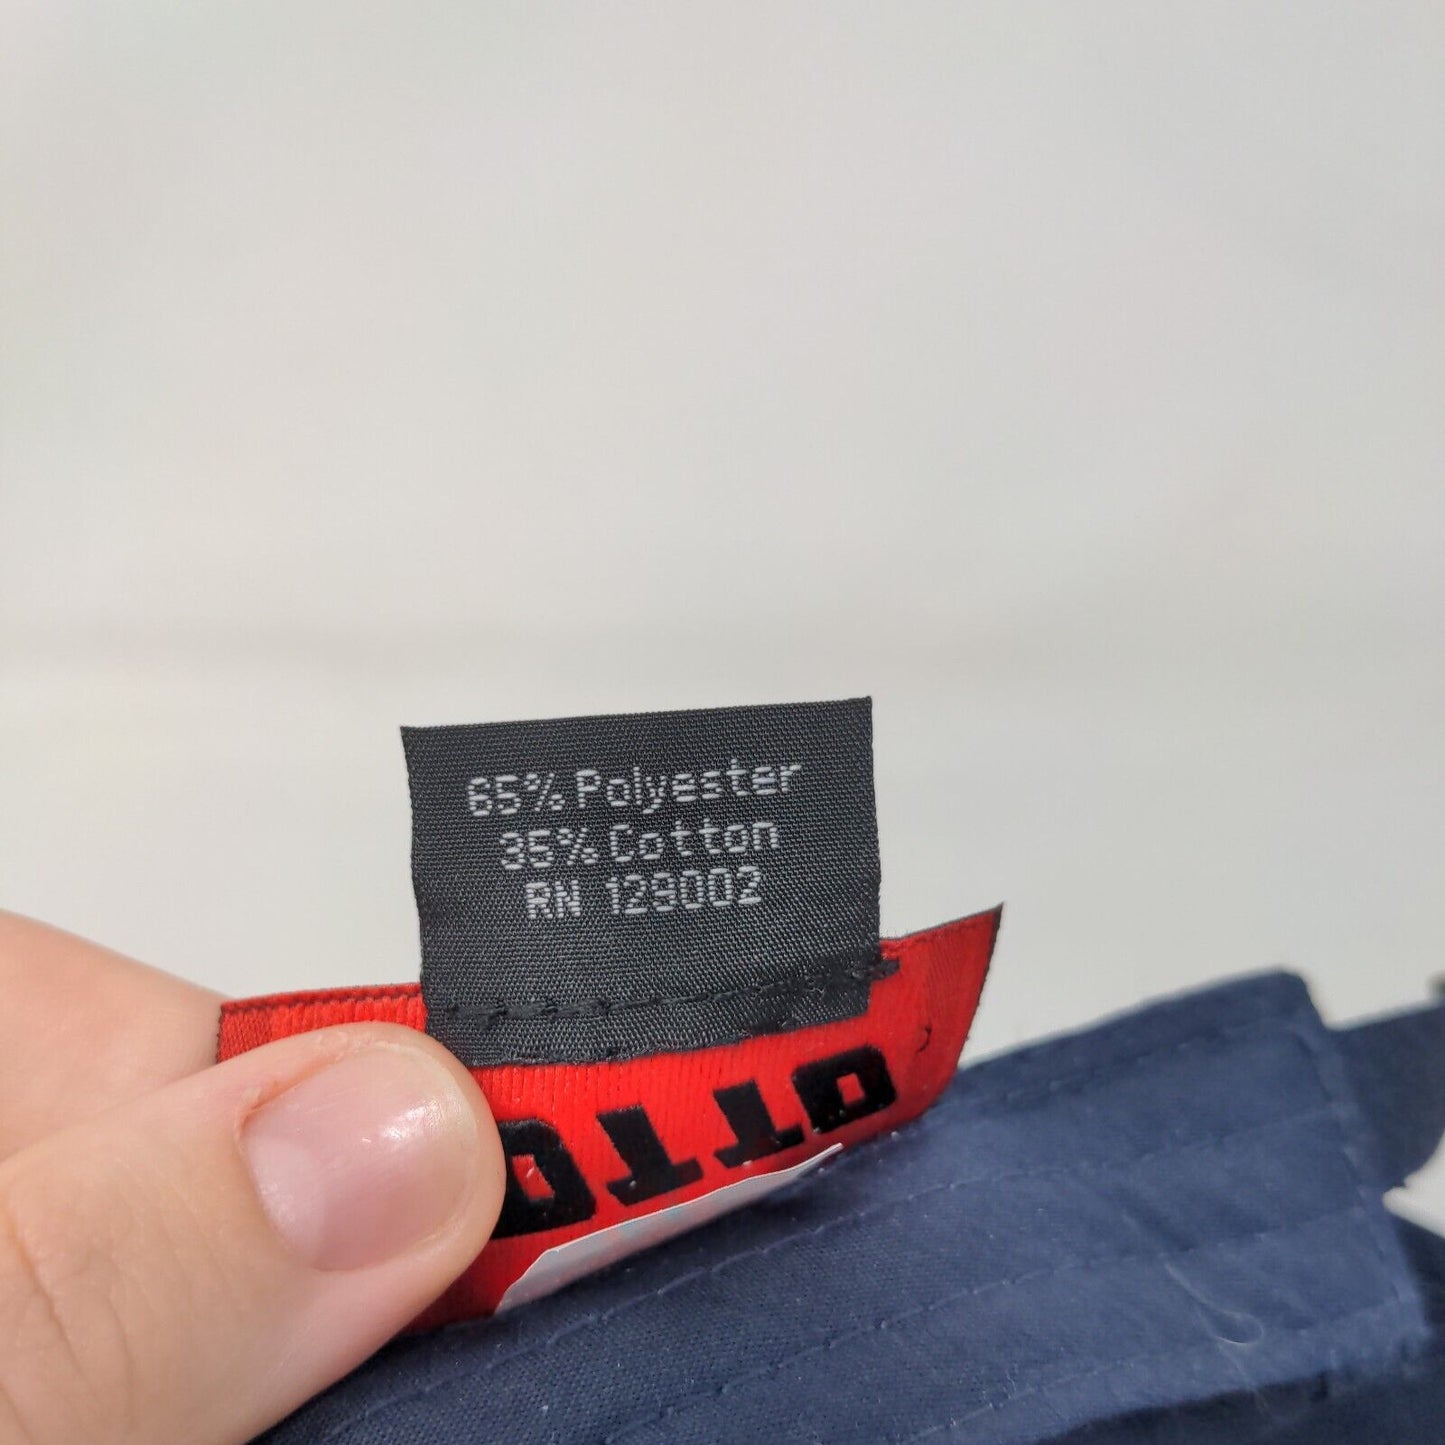 65% Polyester
35% Cotton
RN 129002
OTTO